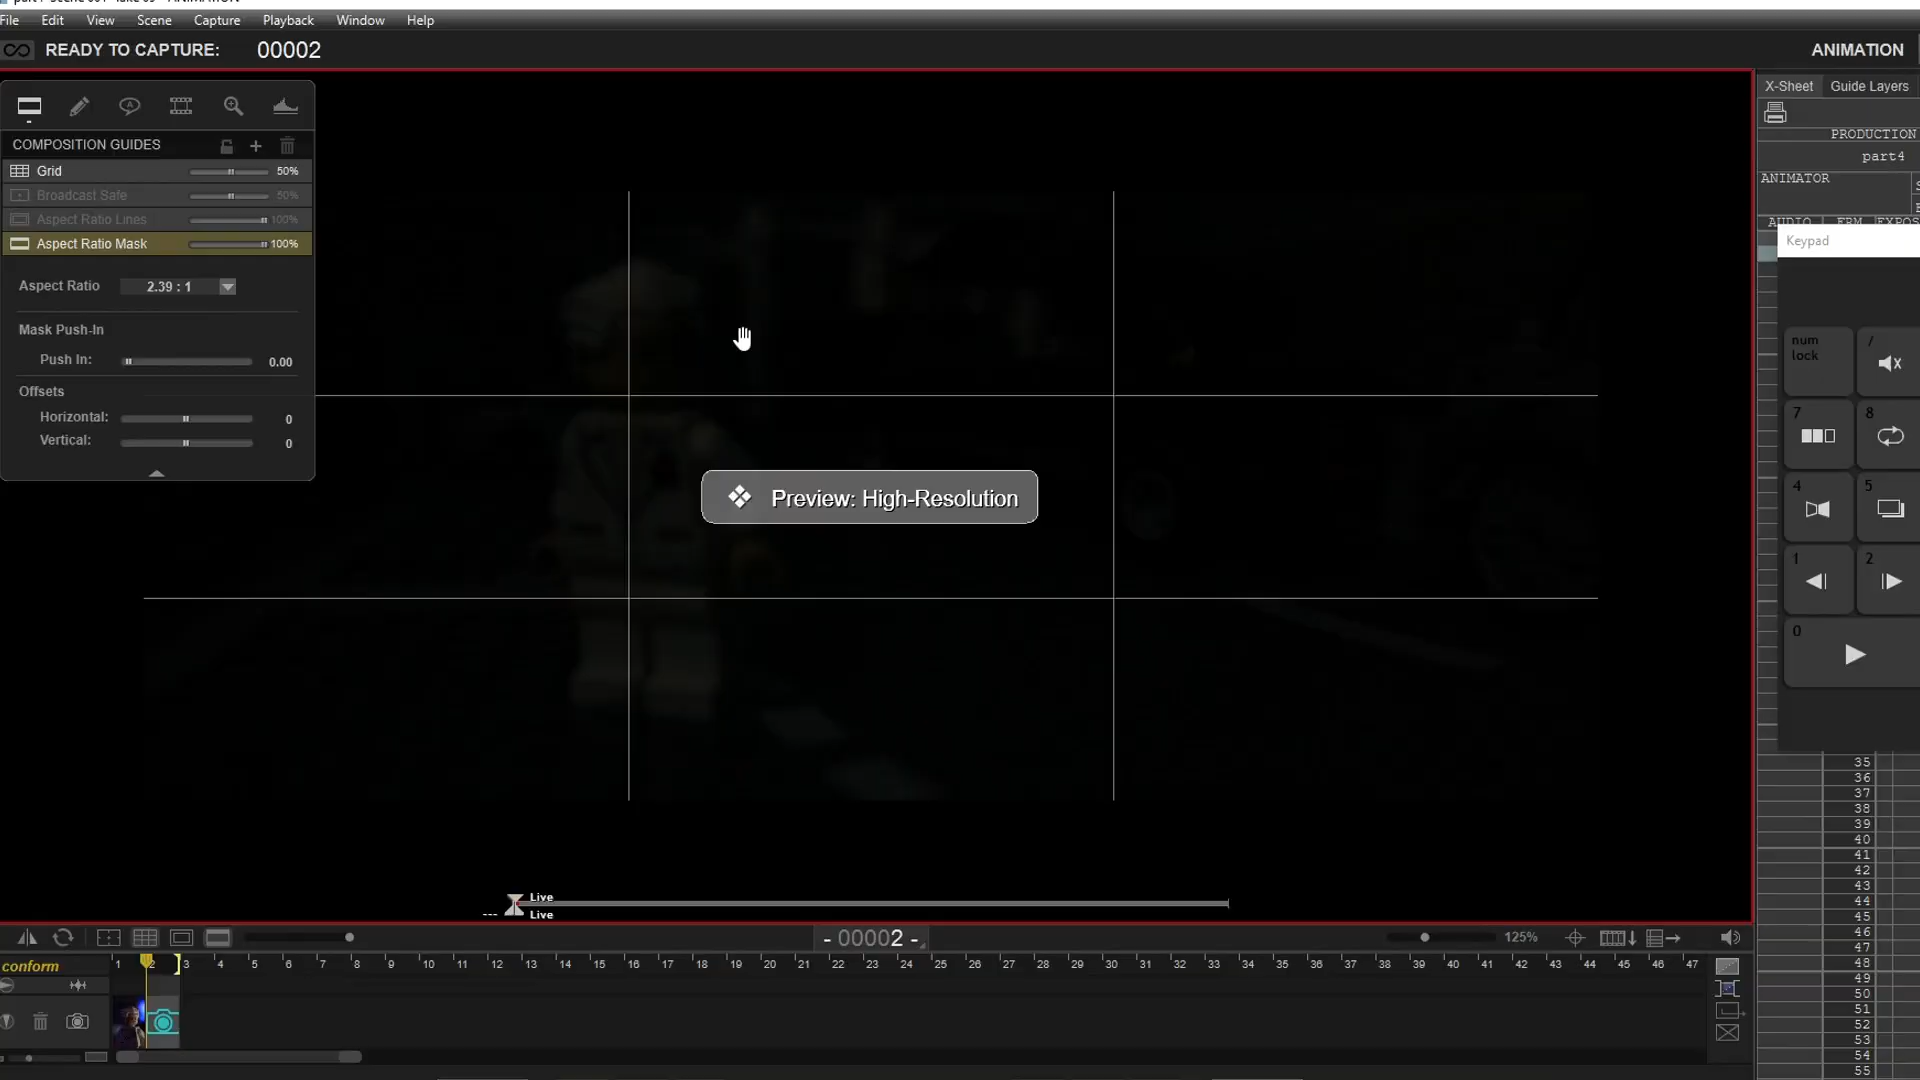 File Edit View Scene Capture Playback Window Help
READY TO CAPTURE: 00002 ANIMATION
X-Sheet Guide Layers
COMPOSITION GUIDES
Grid 50%
Broadcast Safe 50%
Aspect Ratio Lines 100%
Aspect Ratio Mask 100%
Aspect Ratio 2.39 : 1
Mask Push-In
Push In: 0.00
Offsets
Horizontal: 0
Vertical: 0
PRODUCTION
part4
ANIMATOR
AUDIO FRM EXPOS
Keypad
num lock /
7 8
4 5
1 2
0
Preview: High-Resolution
Live
--- Live
- 00002 -
125%
conform 1 2 3 4 5 6 7 8 9 10 11 12 13 14 15 16 17 18 19 20 21 22 23 24 25 26 27 28 29 30 31 32 33 34 35 36 37 38 39 40 41 42 43 44 45 46 47
35
36
37
38
39
40
41
42
43
44
45
46
47
48
49
50
51
52
53
54
55